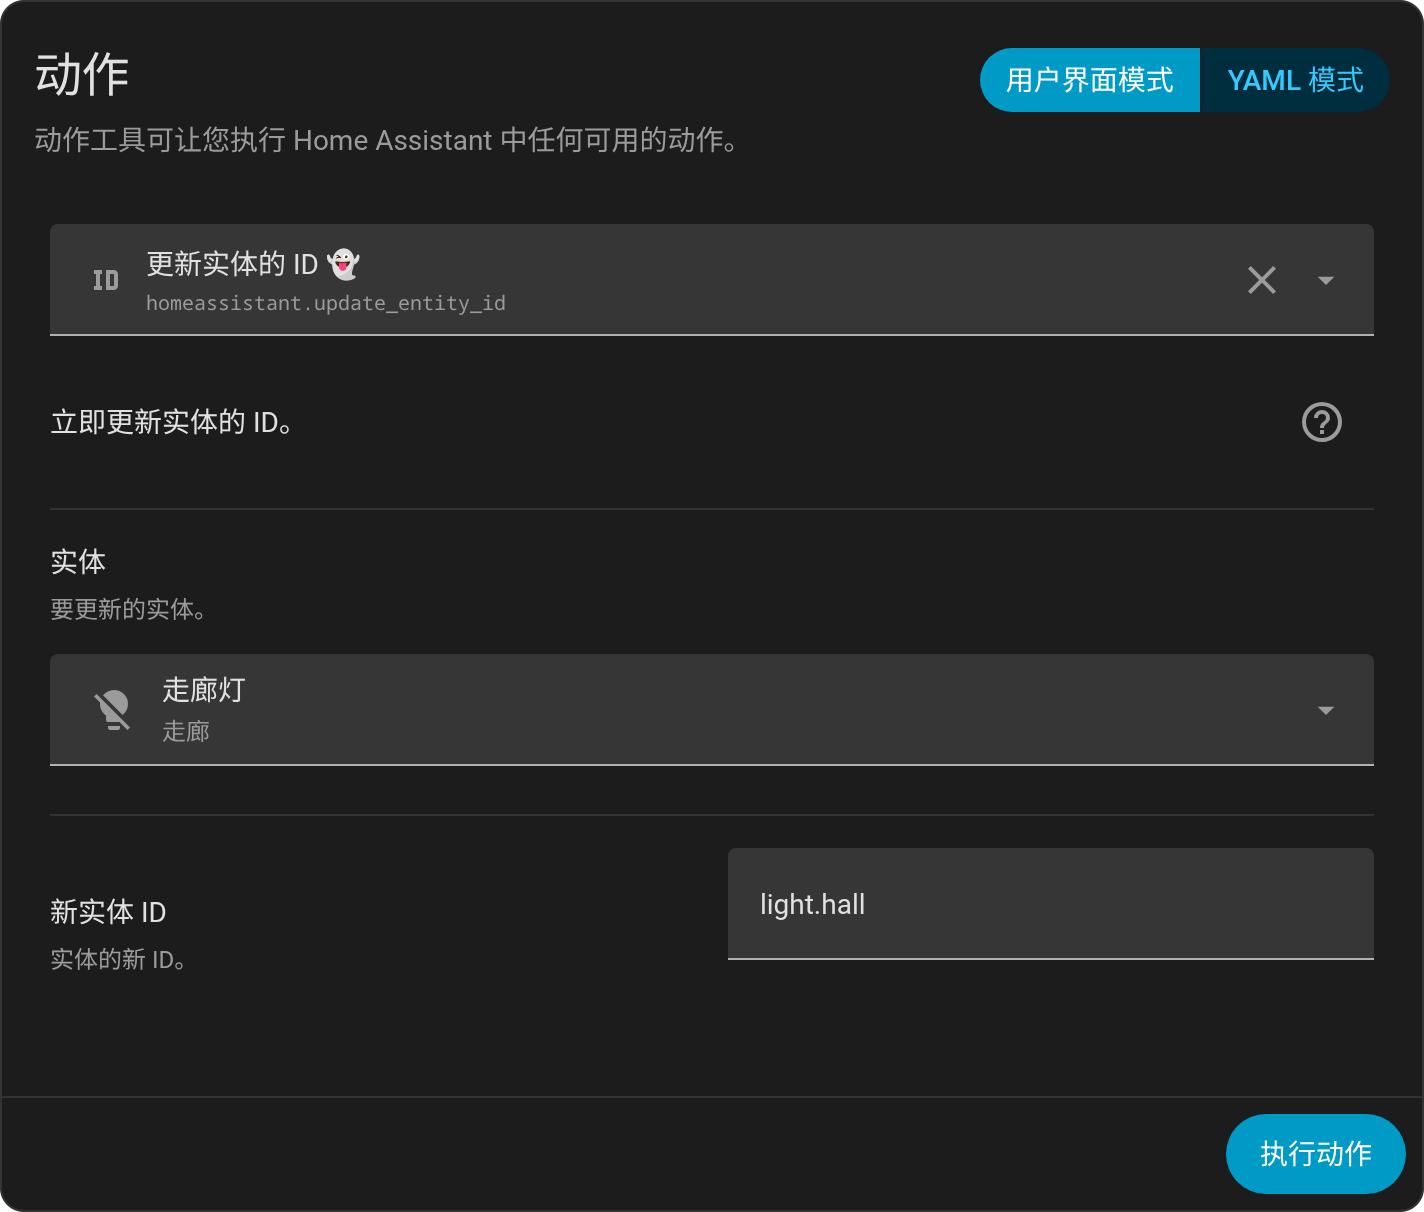 动作
用户界面模式
YAML 模式
动作工具可让您执行 Home Assistant 中任何可用的动作。
ID
更新实体的 ID 👻
homeassistant.update_entity_id
立即更新实体的 ID。
实体
要更新的实体。
走廊灯
走廊
新实体 ID
实体的新 ID。
light.hall
执行动作